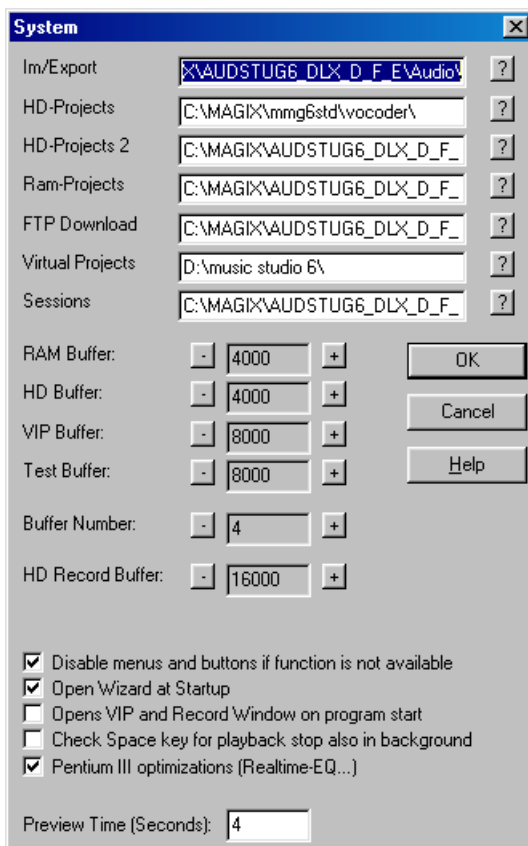 System
Im/Export X\AUDSTUG6_DLX_D_F_E\Audio\ ?
HD-Projects C:\MAGIX\mmg6std\vocoder\ ?
HD-Projects 2 C:\MAGIX\AUDSTUG6_DLX_D_F_ ?
Ram-Projects C:\MAGIX\AUDSTUG6_DLX_D_F_ ?
FTP Download C:\MAGIX\AUDSTUG6_DLX_D_F_ ?
Virtual Projects D:\music studio 6\ ?
Sessions C:\MAGIX\AUDSTUG6_DLX_D_F_ ?
RAM Buffer: - 4000 + OK
HD Buffer: - 4000 +
Cancel
VIP Buffer: - 8000 +
Test Buffer: - 8000 + Help
Buffer Number: - 4 +
HD Record Buffer: - 16000 +
Disable menus and buttons if function is not available
Open Wizard at Startup
Opens VIP and Record Window on program start
Check Space key for playback stop also in background
Pentium III optimizations (Realtime-EQ...)
Preview Time (Seconds): 4